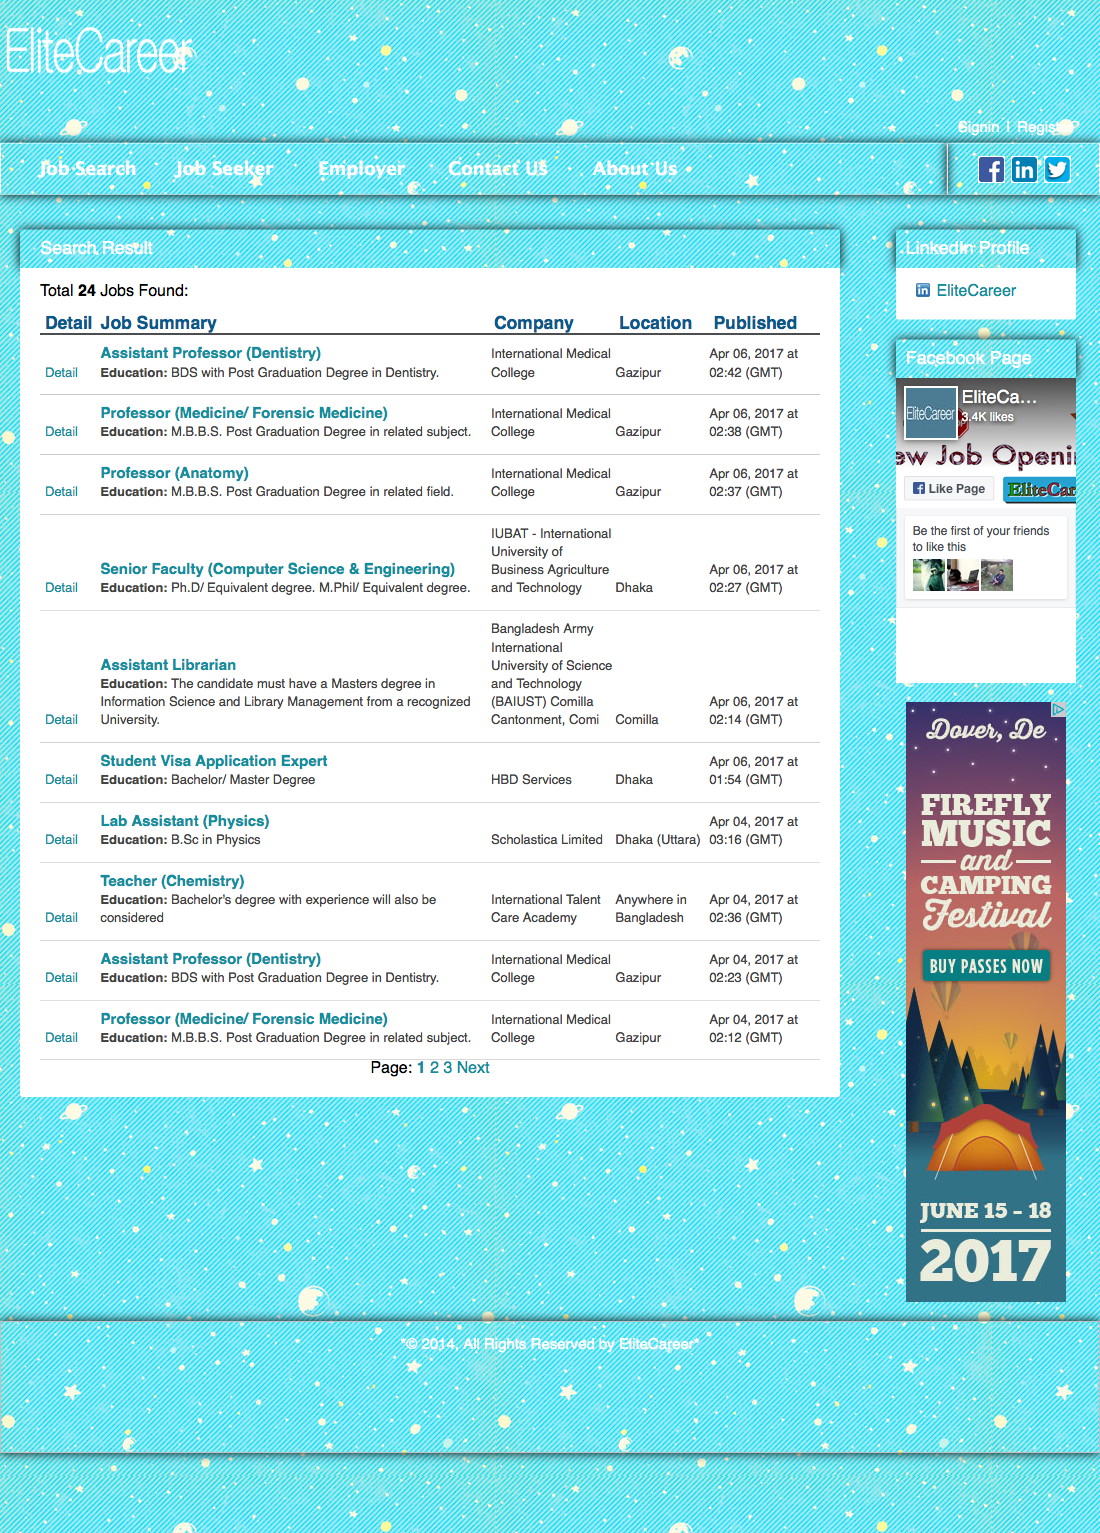 EliteCareer
Signin | Register
Job Search Job Seeker Employer Contact US About Us
Search Result
Total 24 Jobs Found:
Detail Job Summary Company Location Published
Assistant Professor (Dentistry) International Medical Apr 06, 2017 at
Detail Education: BDS with Post Graduation Degree in Dentistry. College Gazipur 02:42 (GMT)
Professor (Medicine/ Forensic Medicine) International Medical Apr 06, 2017 at
Detail Education: M.B.B.S. Post Graduation Degree in related subject. College Gazipur 02:38 (GMT)
Professor (Anatomy) International Medical Apr 06, 2017 at
Detail Education: M.B.B.S. Post Graduation Degree in related field. College Gazipur 02:37 (GMT)
IUBAT - International
University of
Senior Faculty (Computer Science & Engineering) Business Agriculture Apr 06, 2017 at
Detail Education: Ph.D/ Equivalent degree. M.Phil/ Equivalent degree. and Technology Dhaka 02:27 (GMT)
Bangladesh Army
International
Assistant Librarian University of Science
Education: The candidate must have a Masters degree in and Technology
Information Science and Library Management from a recognized (BAIUST) Comilla Apr 06, 2017 at
Detail University. Cantonment, Comi Comilla 02:14 (GMT)
Student Visa Application Expert Apr 06, 2017 at
Detail Education: Bachelor/ Master Degree HBD Services Dhaka 01:54 (GMT)
Lab Assistant (Physics) Apr 04, 2017 at
Detail Education: B.Sc in Physics Scholastica Limited Dhaka (Uttara) 03:16 (GMT)
Teacher (Chemistry)
Education: Bachelor's degree with experience will also be International Talent Anywhere in Apr 04, 2017 at
Detail considered Care Academy Bangladesh 02:36 (GMT)
Assistant Professor (Dentistry) International Medical Apr 04, 2017 at
Detail Education: BDS with Post Graduation Degree in Dentistry. College Gazipur 02:23 (GMT)
Professor (Medicine/ Forensic Medicine) International Medical Apr 04, 2017 at
Detail Education: M.B.B.S. Post Graduation Degree in related subject. College Gazipur 02:12 (GMT)
Page: 1 2 3 Next
LinkedIn Profile
EliteCareer
Facebook Page
EliteCa...
EliteCareer
3.4K likes
ew Job Openi
Like Page
EliteCar
Be the first of your friends
to like this
Dover, De
FIREFLY
MUSIC
and
CAMPING
Festival
BUY PASSES NOW
JUNE 15 - 18
2017
*© 2014, All Rights Reserved by EliteCareer*